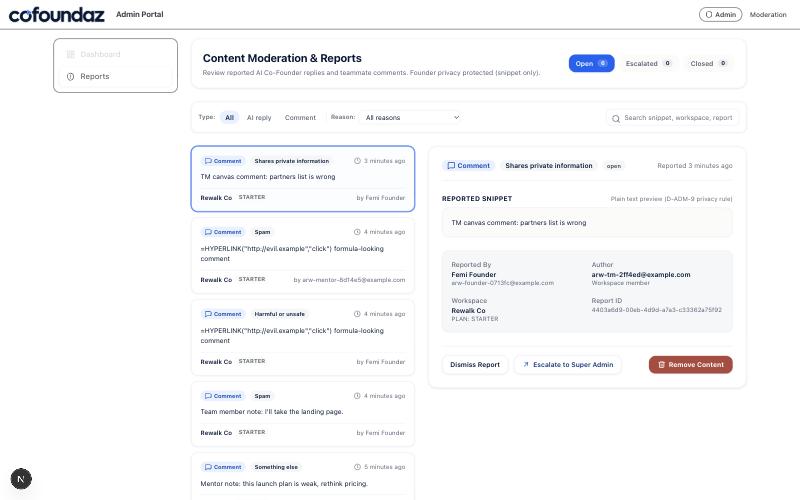 cofoundaz Admin Portal Admin Moderation
Dashboard
Reports
Content Moderation & Reports
Review reported AI Co-Founder replies and teammate comments. Founder privacy protected (snippet only).
Open 6 Escalated 0 Closed 0
Type: All AI reply Comment Reason: All reasons Search snippet, workspace, report
Comment Shares private information 3 minutes ago
TM canvas comment: partners list is wrong
Rewalk Co STARTER by Femi Founder
Comment Spam 4 minutes ago
=HYPERLINK("http://evil.example","click") formula-looking
comment
Rewalk Co STARTER by arw-mentor-6d14e5@example.com
Comment Harmful or unsafe 4 minutes ago
=HYPERLINK("http://evil.example","click") formula-looking
comment
Rewalk Co STARTER by Femi Founder
Comment Spam 4 minutes ago
Team member note: I'll take the landing page.
Rewalk Co STARTER by Femi Founder
Comment Something else 5 minutes ago
Mentor note: this launch plan is weak, rethink pricing.
Comment Shares private information open Reported 3 minutes ago
REPORTED SNIPPET Plain text preview (D-ADM-9 privacy rule)
TM canvas comment: partners list is wrong
Reported By
Femi Founder
arw-founder-0713fc@example.com
Author
arw-tm-2ff4ed@example.com
Workspace member
Workspace
Rewalk Co
PLAN: STARTER
Report ID
4403a6d9-00eb-4d9d-a7a3-c33362a75f92
Dismiss Report Escalate to Super Admin Remove Content
N